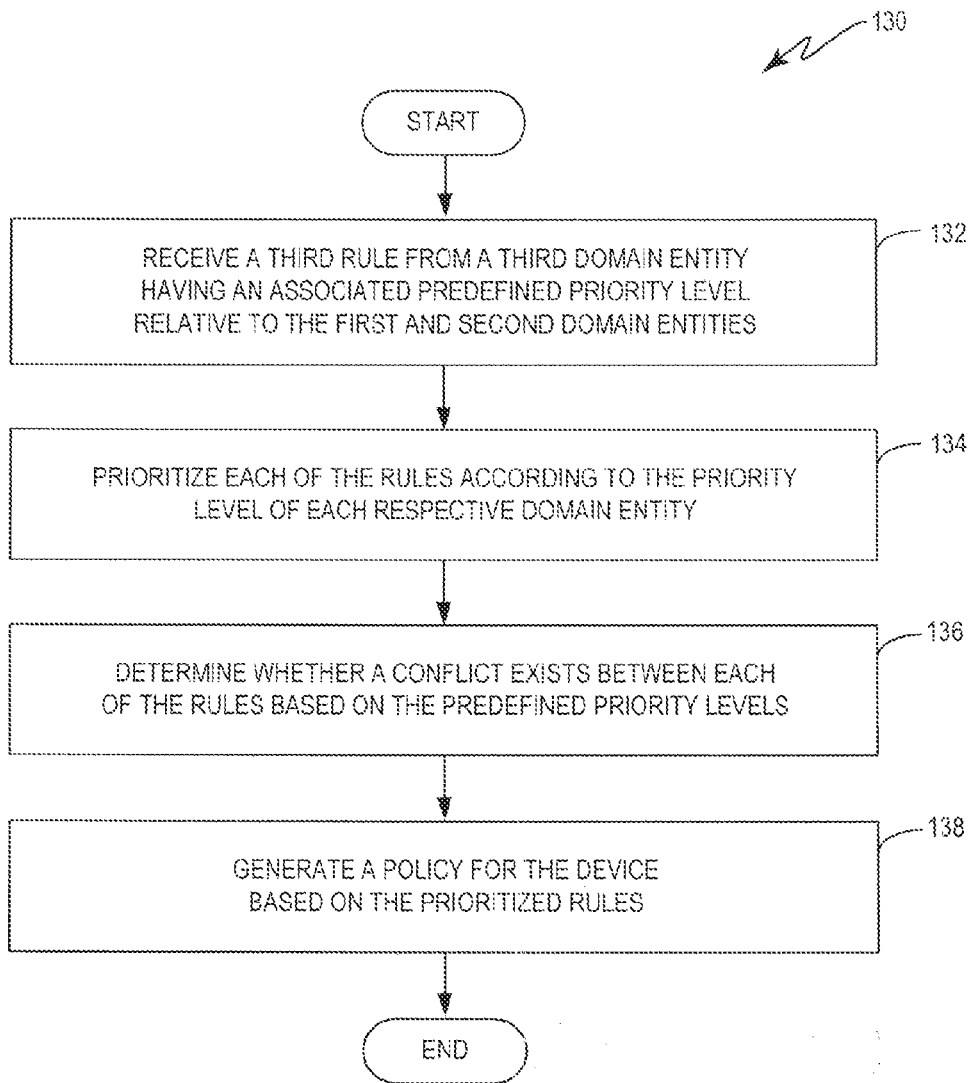 130
START
132
RECEIVE A THIRD RULE FROM A THIRD DOMAIN ENTITY
HAVING AN ASSOCIATED PREDEFINED PRIORITY LEVEL
RELATIVE TO THE FIRST AND SECOND DOMAIN ENTITIES
134
PRIORITIZE EACH OF THE RULES ACCORDING TO THE PRIORITY
LEVEL OF EACH RESPECTIVE DOMAIN ENTITY
136
DETERMINE WHETHER A CONFLICT EXISTS BETWEEN EACH
OF THE RULES BASED ON THE PREDEFINED PRIORITY LEVELS
138
GENERATE A POLICY FOR THE DEVICE
BASED ON THE PRIORITIZED RULES
END